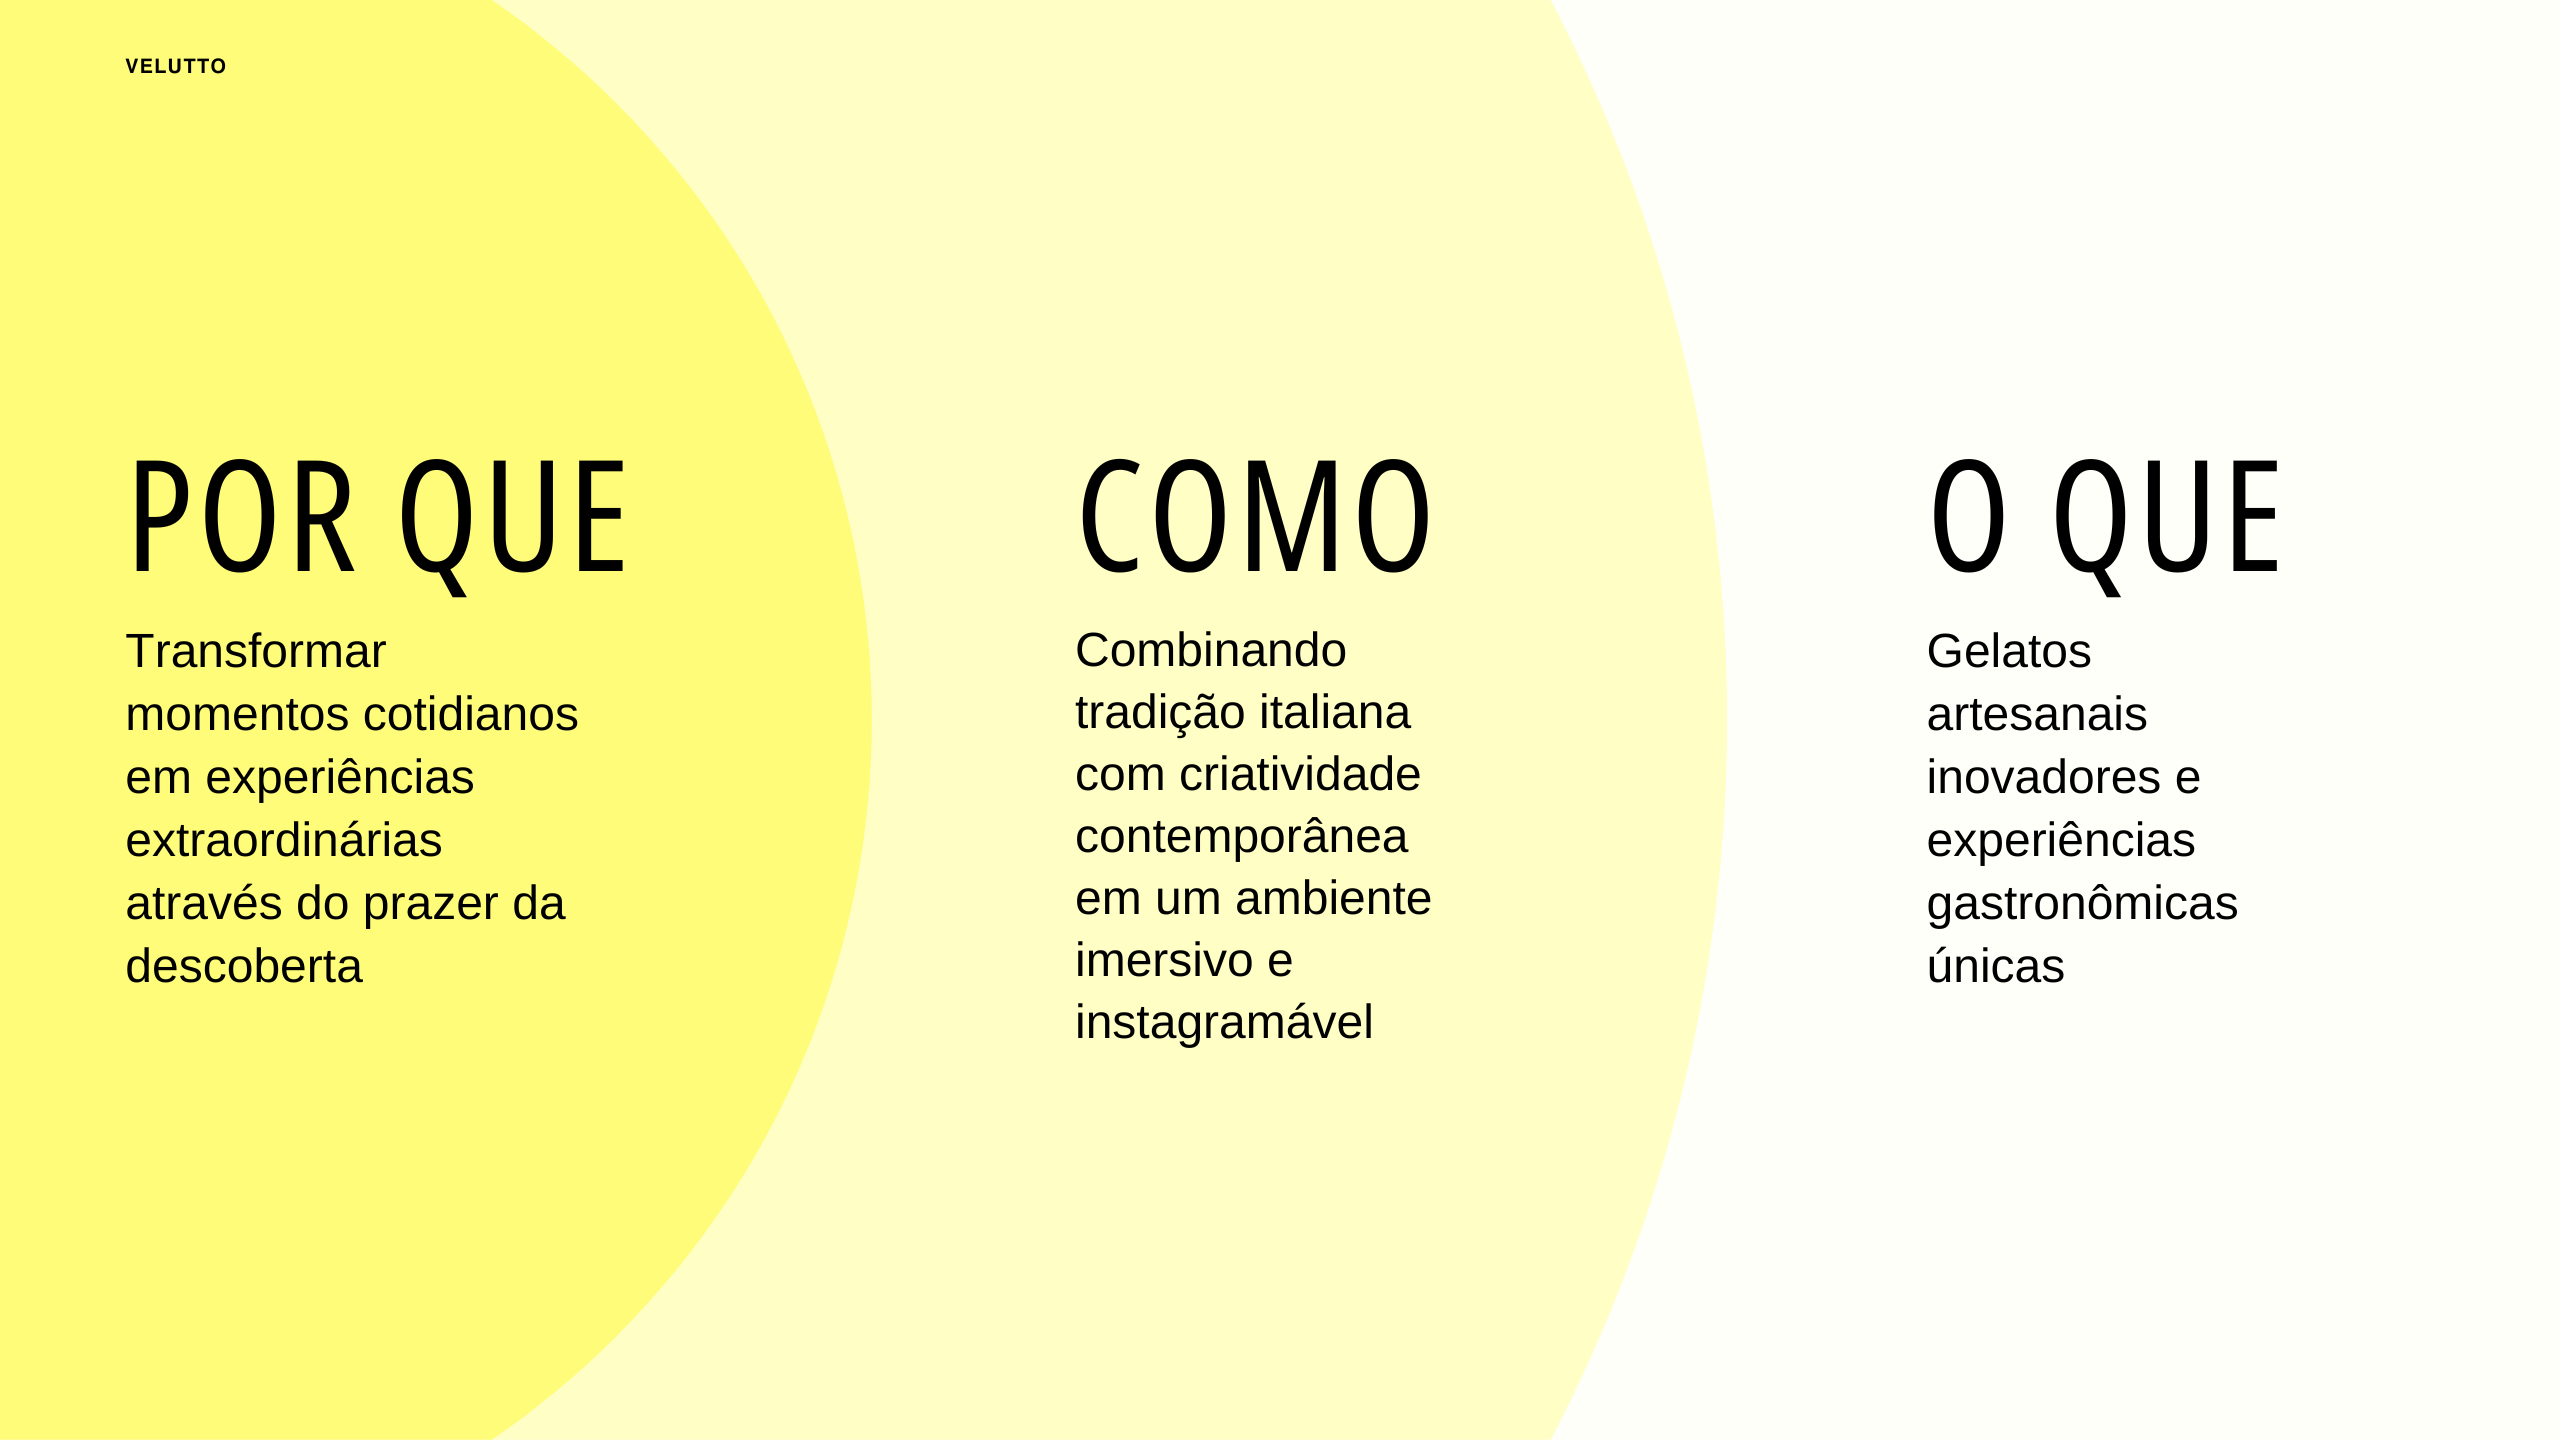 VELUTTO
POR QUE
Transformar
momentos cotidianos
em experiências
extraordinárias
através do prazer da
descoberta
COMO
Combinando
tradição italiana
com criatividade
contemporânea
em um ambiente
imersivo e
instagramável
O QUE
Gelatos
artesanais
inovadores e
experiências
gastronômicas
únicas